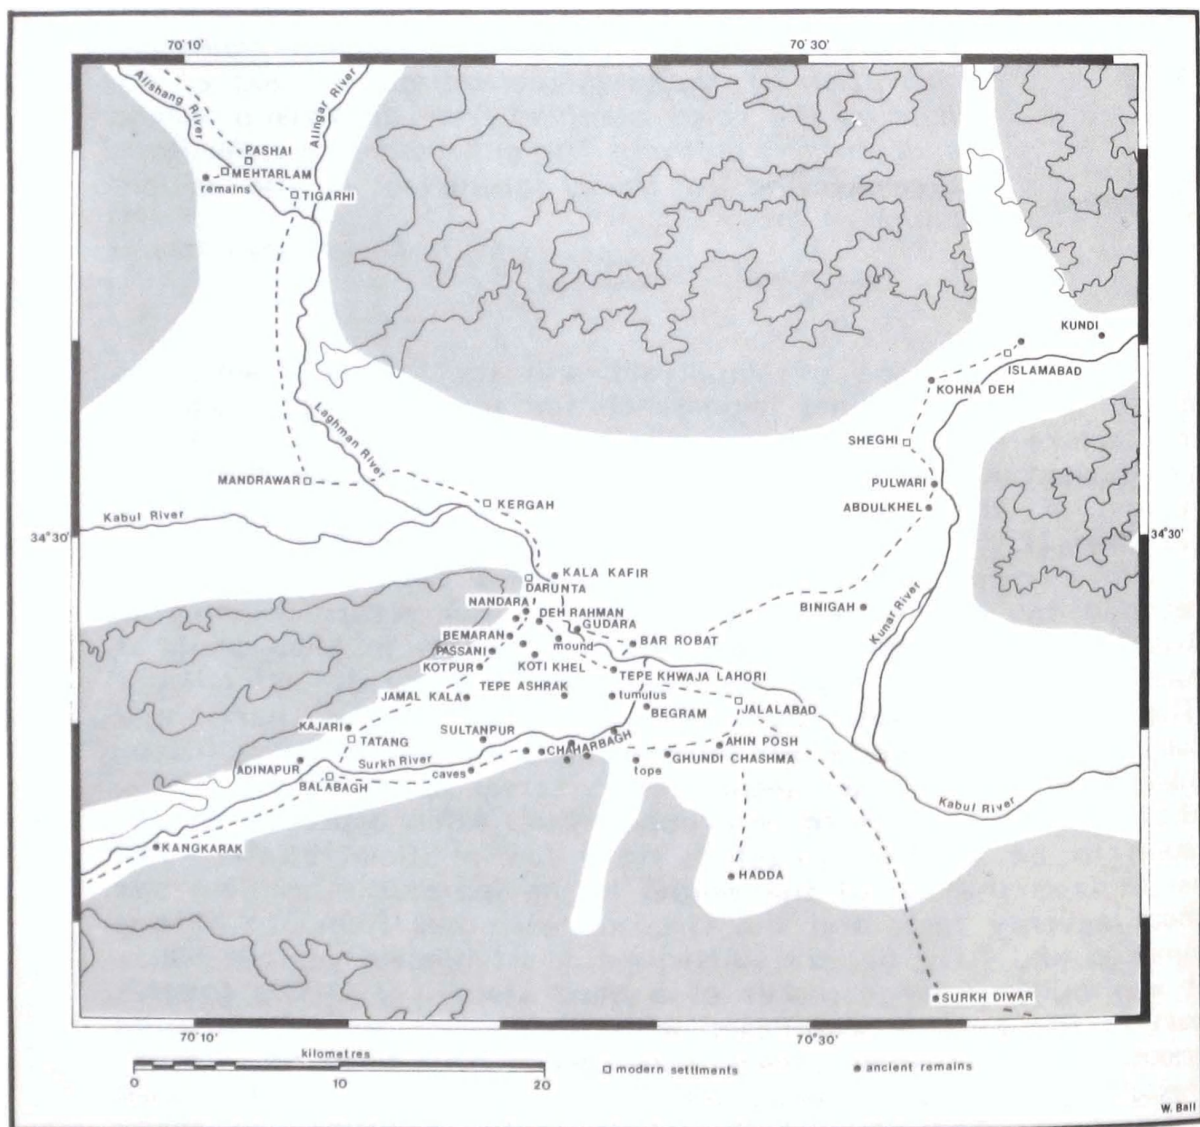 70°10'
70°30'
Alishang River
Alingar River
PASHAI
MEHTARLAM
remains
TIGARHI
KUNDI
ISLAMABAD
KOHNA DEH
Laghman River
SHEGHI
MANDRAWAR
PULWARI
KERGAH
ABDULKHEL
Kabul River
34°30'
34°30'
KALA KAFIR
DARUNTA
NANDARA
DEH RAHMAN
BINIGAH
Kunar River
GUDARA
BEMARAN
mound
BAR ROBAT
PASSANI
KOTPUR
KOTI KHEL
TEPE KHWAJA LAHORI
TEPE ASHRAK
JAMAL KALA
tumulus
BEGRAM
JALALABAD
KAJARI
SULTANPUR
TATANG
CHAHARBAGH
AHIN POSH
ADINAPUR
Surkh River
GHUNDI CHASHMA
caves
tope
BALABAGH
Kabul River
KANGKARAK
HADDA
SURKH DIWAR
70°10'
70°30'
kilometres
0
10
20
modern settlments
ancient remains
W. Ball